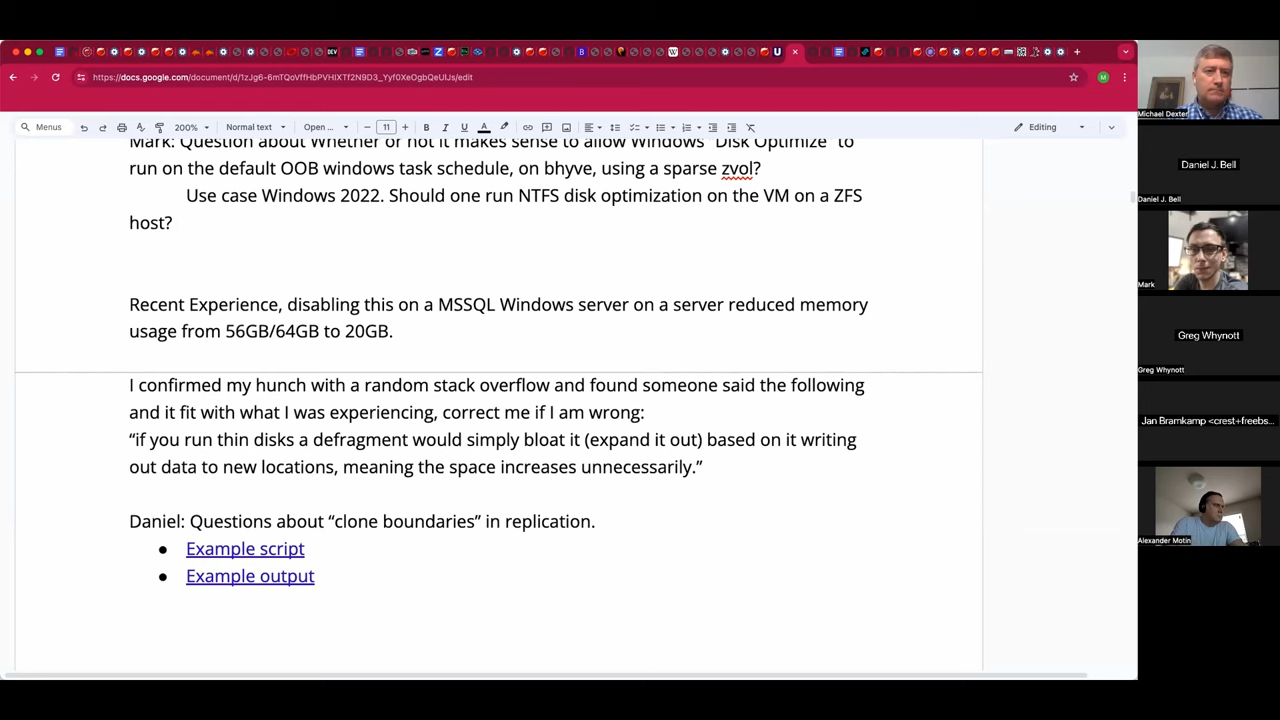 https://docs.google.com/document/d/1zJg6-6mTQoVffHbPVHIXTf2N9D3_Yyf0XeOgbQeUIJs/edit
Menus
200%
Normal text
Open ...
11
Editing
Mark: Question about Whether or not it makes sense to allow Windows "Disk Optimize" to
run on the default OOB windows task schedule, on bhyve, using a sparse zvol?
Use case Windows 2022. Should one run NTFS disk optimization on the VM on a ZFS
host?
Recent Experience, disabling this on a MSSQL Windows server on a server reduced memory
usage from 56GB/64GB to 20GB.
I confirmed my hunch with a random stack overflow and found someone said the following
and it fit with what I was experiencing, correct me if I am wrong:
“if you run thin disks a defragment would simply bloat it (expand it out) based on it writing
out data to new locations, meaning the space increases unnecessarily.”
Daniel: Questions about “clone boundaries” in replication.
● Example script
● Example output
Michael Dexter
Daniel J. Bell
Daniel J. Bell
Mark
Greg Whynott
Greg Whynott
Jan Bramkamp <crest+freebs...
Alexander Motin